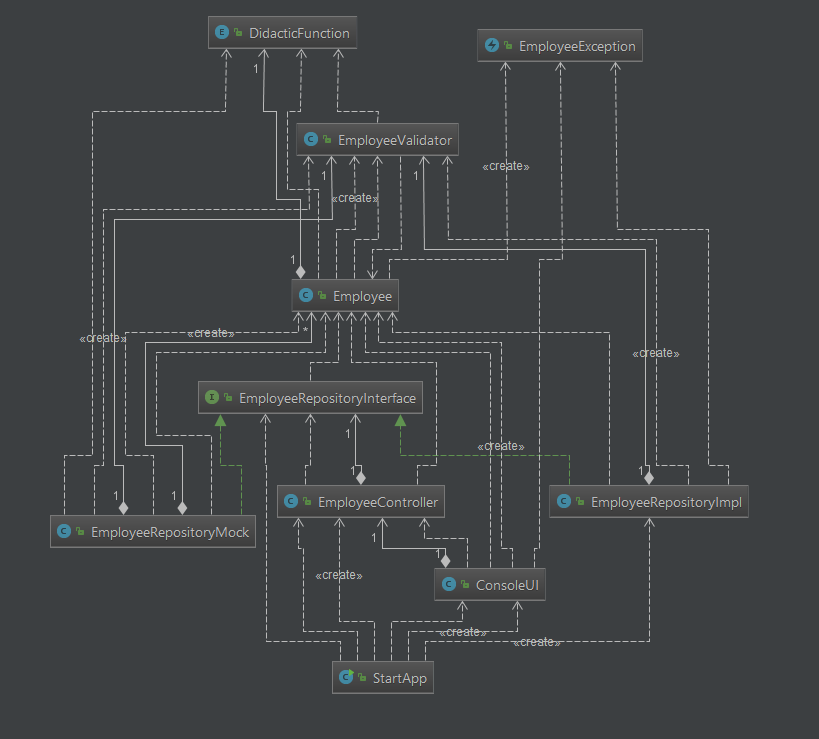 E DidacticFunction
EmployeeException
1
C EmployeeValidator
«create»
1
1
«create»
1
C Employee
*
«create»
«create»
«create»
I EmployeeRepositoryInterface
1
«create»
1
1
1
1
C EmployeeController
C EmployeeRepositoryImpl
C EmployeeRepositoryMock
1
1
«create»
C ConsoleUI
«create»
«create»
C StartApp